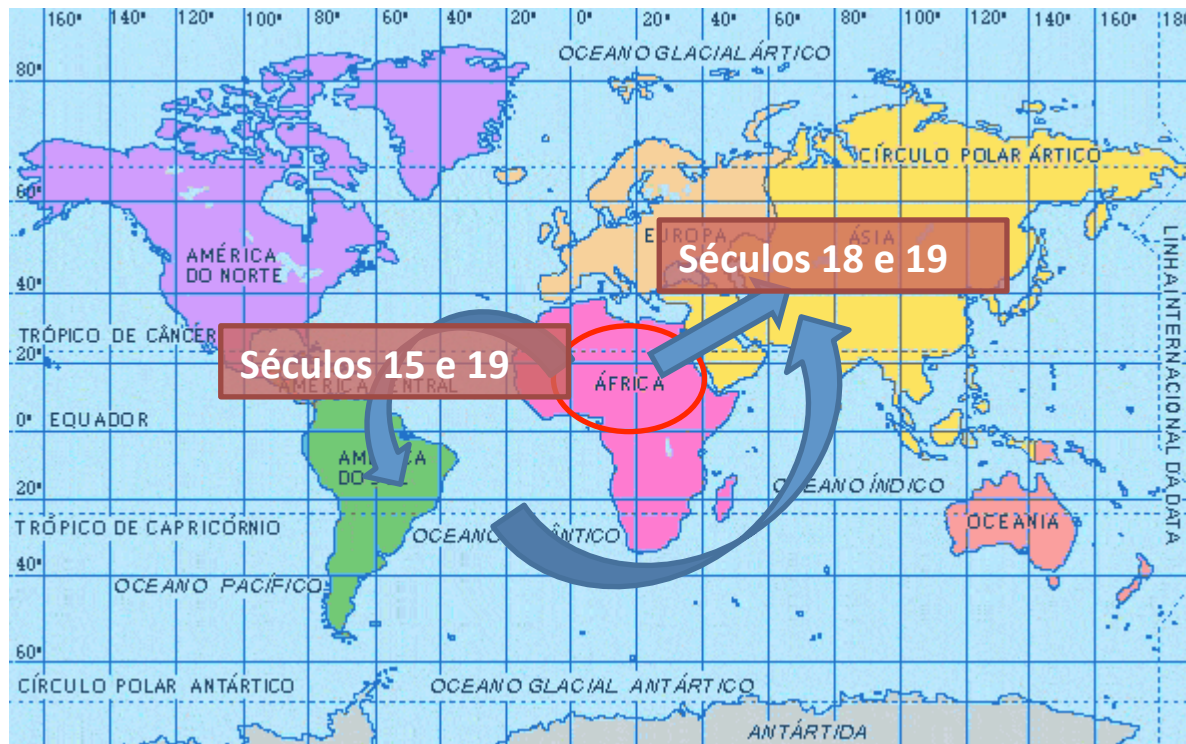 160° 140° 120° 100° 80° 60° 40° 20° 0° 20° 40° 60° 80° 100° 120° 140° 160° 180
OCEANO GLACIAL ÁRTICO
80°
CÍRCULO POLAR ÁRTICO
60°
EUROPA
ÁSIA
AMÉRICA
DO NORTE
Séculos 18 e 19
LINHA INTERNACIONAL DA DATA
40°
TRÓPICO DE CÂNCER
20°
Séculos 15 e 19
AMÉRICA CENTRAL
ÁFRICA
0°
EQUADOR
AMÉRICA
DO
20°
OCEANO ÍNDICO
TRÓPICO DE CAPRICÓRNIO
OCEANO
OCEANIA
40°
OCEANO PACÍFICO
60°
CÍRCULO POLAR ANTÁRTICO
OCEANO GLACIAL ANTÁRTICO
ANTÁRTIDA